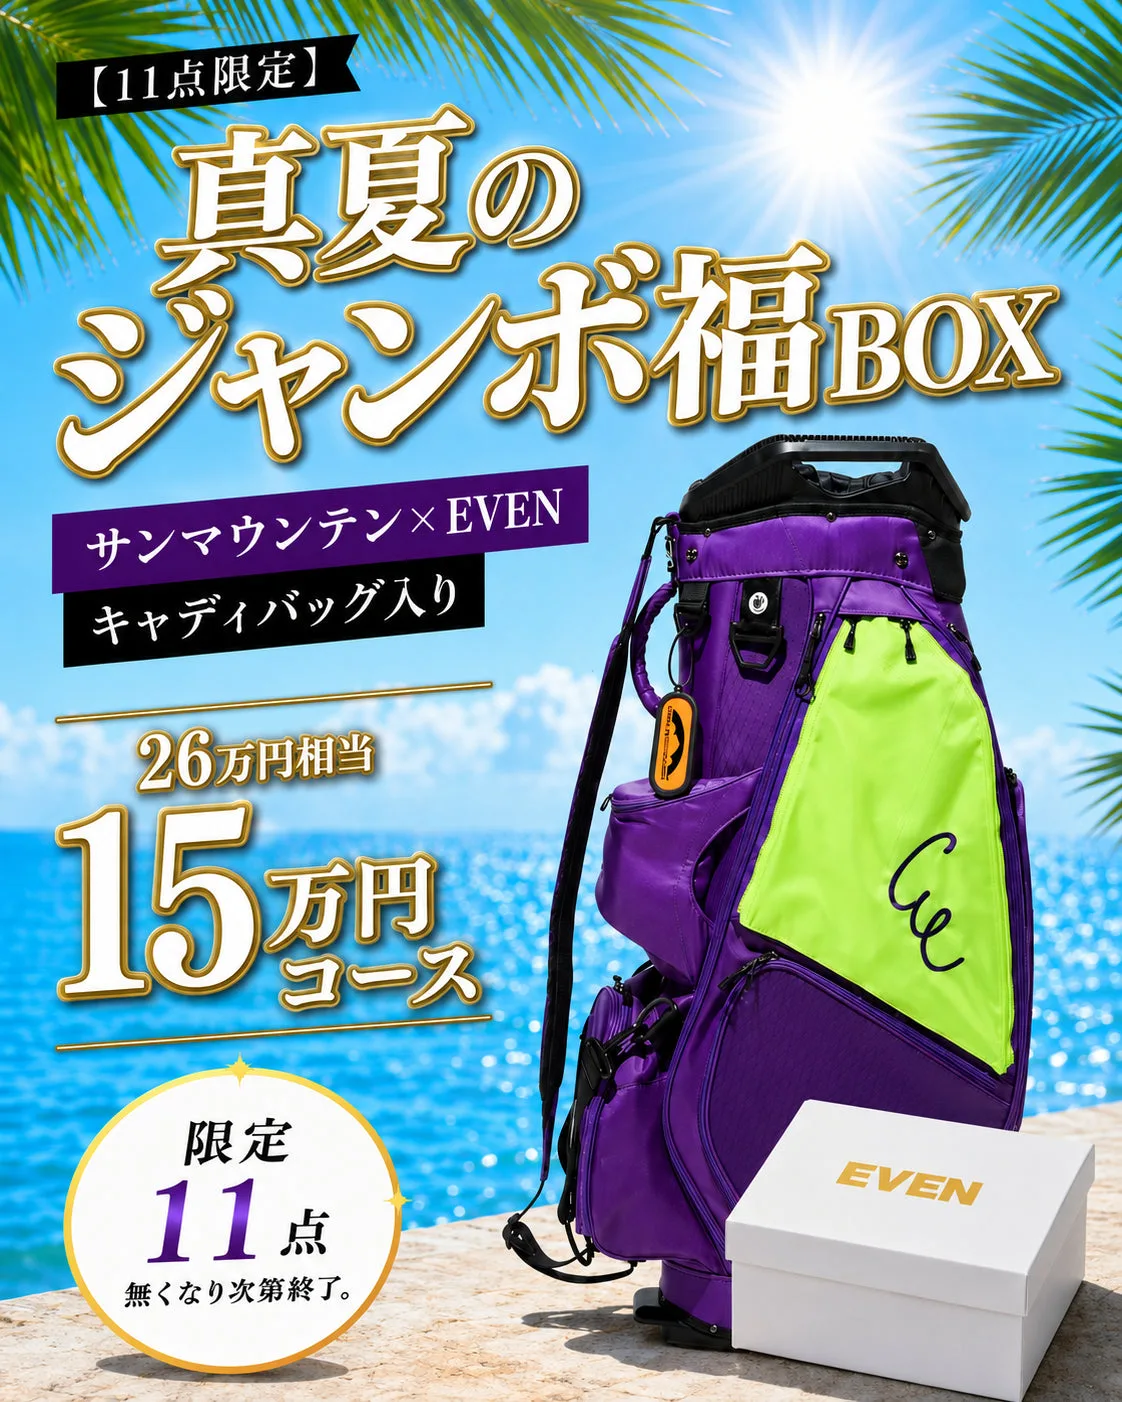 【11点限定】
真夏の
ジャンボ福BOX
サンマウンテン×EVEN
キャディバッグ入り
26万円相当
15万円
コース
限定
11点
無くなり次第終了。
EVEN